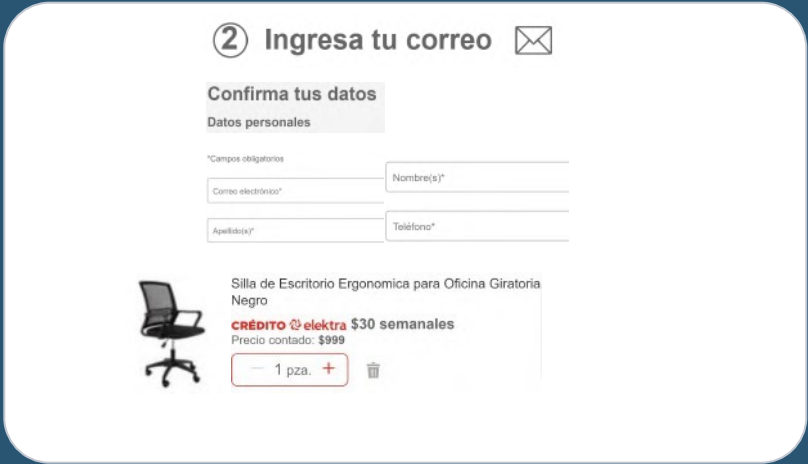 2 Ingresa tu correo
Confirma tus datos
Datos personales
*Campos obligatorios
Correo electrónico*
Nombre(s)*
Apellido(s)*
Teléfono*
Silla de Escritorio Ergonomica para Oficina Giratoria
Negro
CRÉDITO elektra $30 semanales
Precio contado: $999
− 1 pza. +